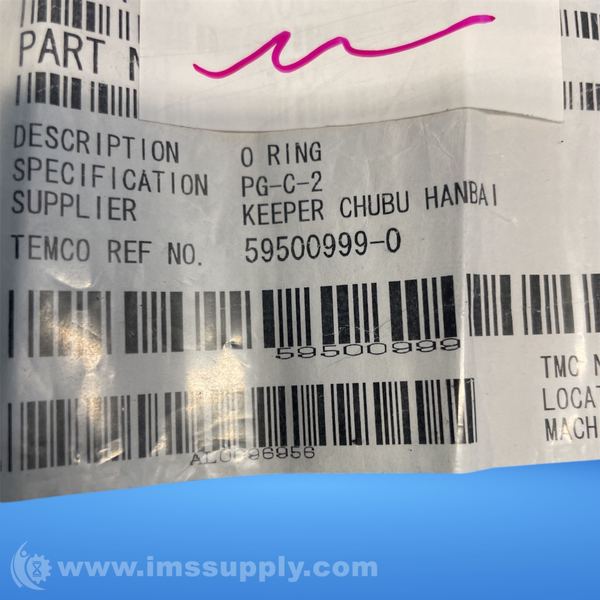 PART
DESCRIPTION O RING
SPECIFICATION PG-C-2
SUPPLIER KEEPER CHUBU HANBAI
TEMCO REF NO. 59500999-0
59500999
TMC
LOCAT
MACH
AL0096956
www.imssupply.com